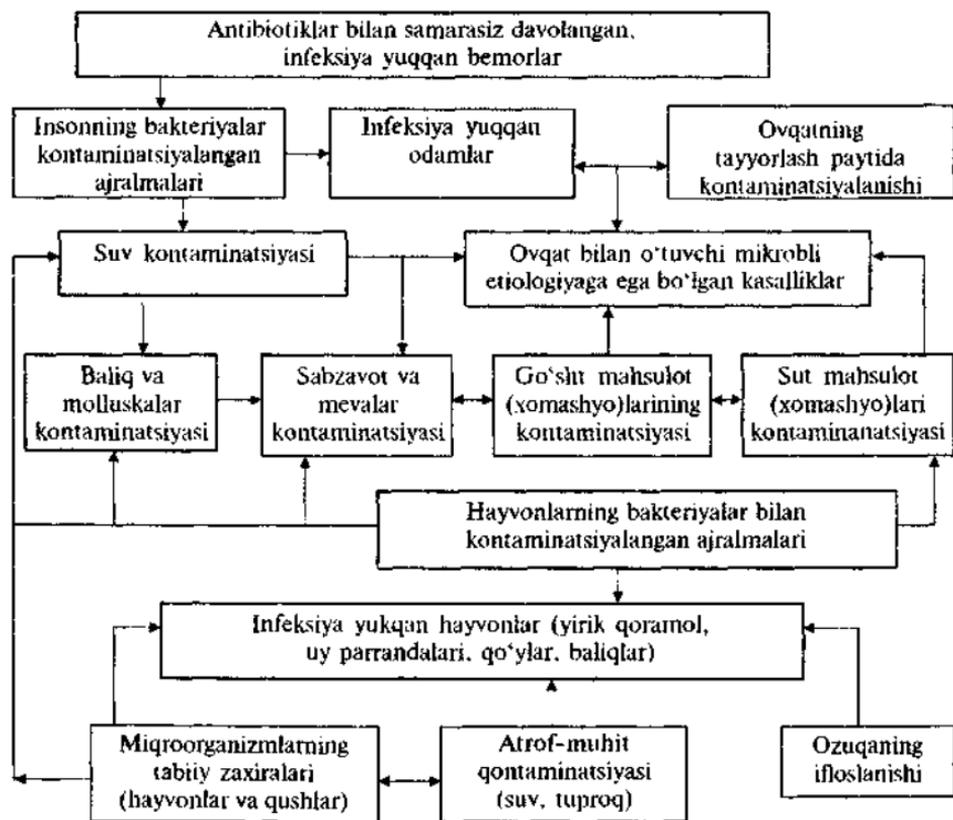 Antibiotiklar bilan samarasiz davolangan,
infeksiya yuqqan bemorlar
Insonning bakteriyalar
kontaminatsiyalangan
ajralmalari
Infeksiya yuqqan
odamlar
Ovqatning
tayyorlash paytida
kontaminatsiyalanishi
Suv kontaminatsiyasi
Ovqat bilan o‘tuvchi mikrobli
etiologiyaga ega bo‘lgan kasalliklar
Baliq va
molluskalar
kontaminatsiyasi
Sabzavot va
mevalar
kontaminatsiyasi
Go‘sht mahsulot
(xomashyo)larining
kontaminatsiyasi
Sut mahsulot
(xomashyo)lari
kontaminanatsiyasi
Hayvonlarning bakteriyalar bilan
kontaminatsiyalangan ajralmalari
Infeksiya yukqan hayvonlar (yirik qoramol,
uy parrandalari, qo‘ylar, baliqlar)
Miqroorganizmlarning
tabiiy zaxiralari
(hayvonlar va qushlar)
Atrof-muhit
qontaminatsiyasi
(suv, tuproq)
Ozuqaning
ifloslanishi